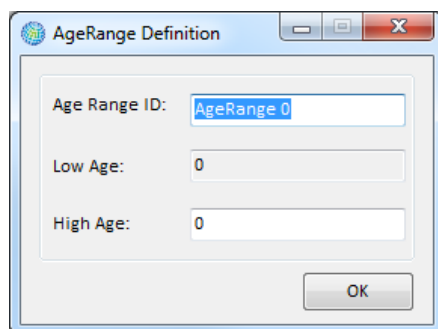 AgeRange Definition
Age Range ID: AgeRange 0
Low Age: 0
High Age: 0
OK